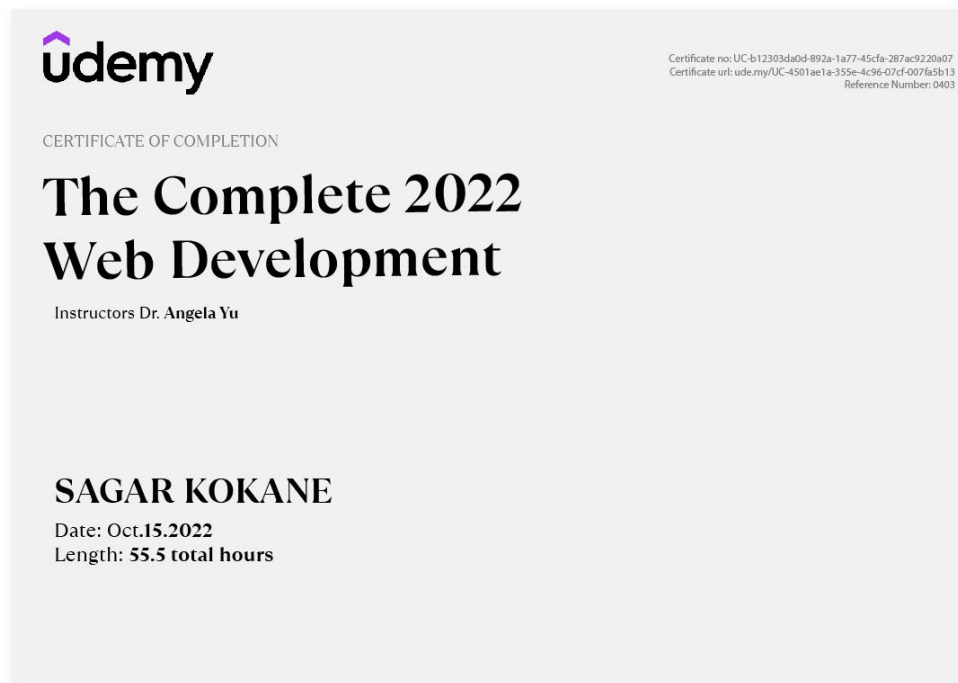 udemy
Certificate no: UC-b12303da0d-892a-1a77-45cfa-287ac9220a07
Certificate url: ude.my/UC-4501ae1a-355e-4c96-07cf-007fa5b13
Reference Number: 0403
CERTIFICATE OF COMPLETION
The Complete 2022
Web Development
Instructors Dr. Angela Yu
SAGAR KOKANE
Date: Oct.15.2022
Length: 55.5 total hours